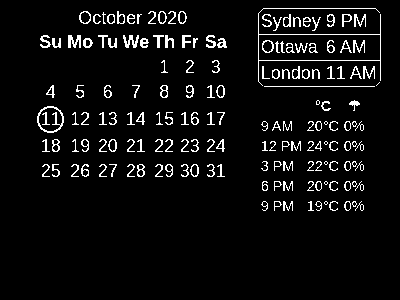 October 2020
Su Mo Tu We Th Fr Sa
1 2 3
4 5 6 7 8 9 10
11 12 13 14 15 16 17
18 19 20 21 22 23 24
25 26 27 28 29 30 31
Sydney 9 PM
Ottawa 6 AM
London 11 AM
°C ☂
9 AM 20°C 0%
12 PM 24°C 0%
3 PM 22°C 0%
6 PM 20°C 0%
9 PM 19°C 0%